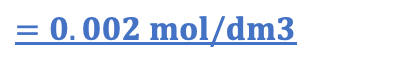 = 0.002 mol/dm3